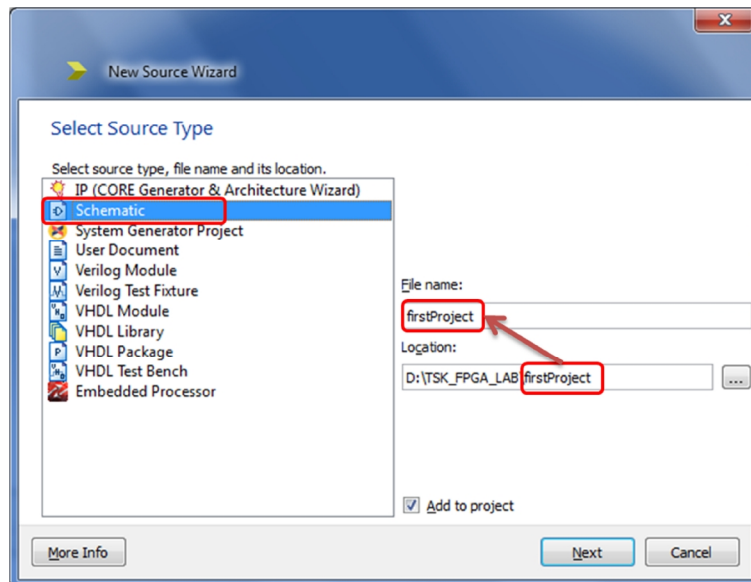 New Source Wizard
Select Source Type
Select source type, file name and its location.
IP (CORE Generator & Architecture Wizard)
Schematic
System Generator Project
User Document
Verilog Module
Verilog Test Fixture
VHDL Module
VHDL Library
VHDL Package
VHDL Test Bench
Embedded Processor
File name:
firstProject
Location:
D:\TSK_FPGA_LAB\firstProject
...
Add to project
More Info
Next
Cancel